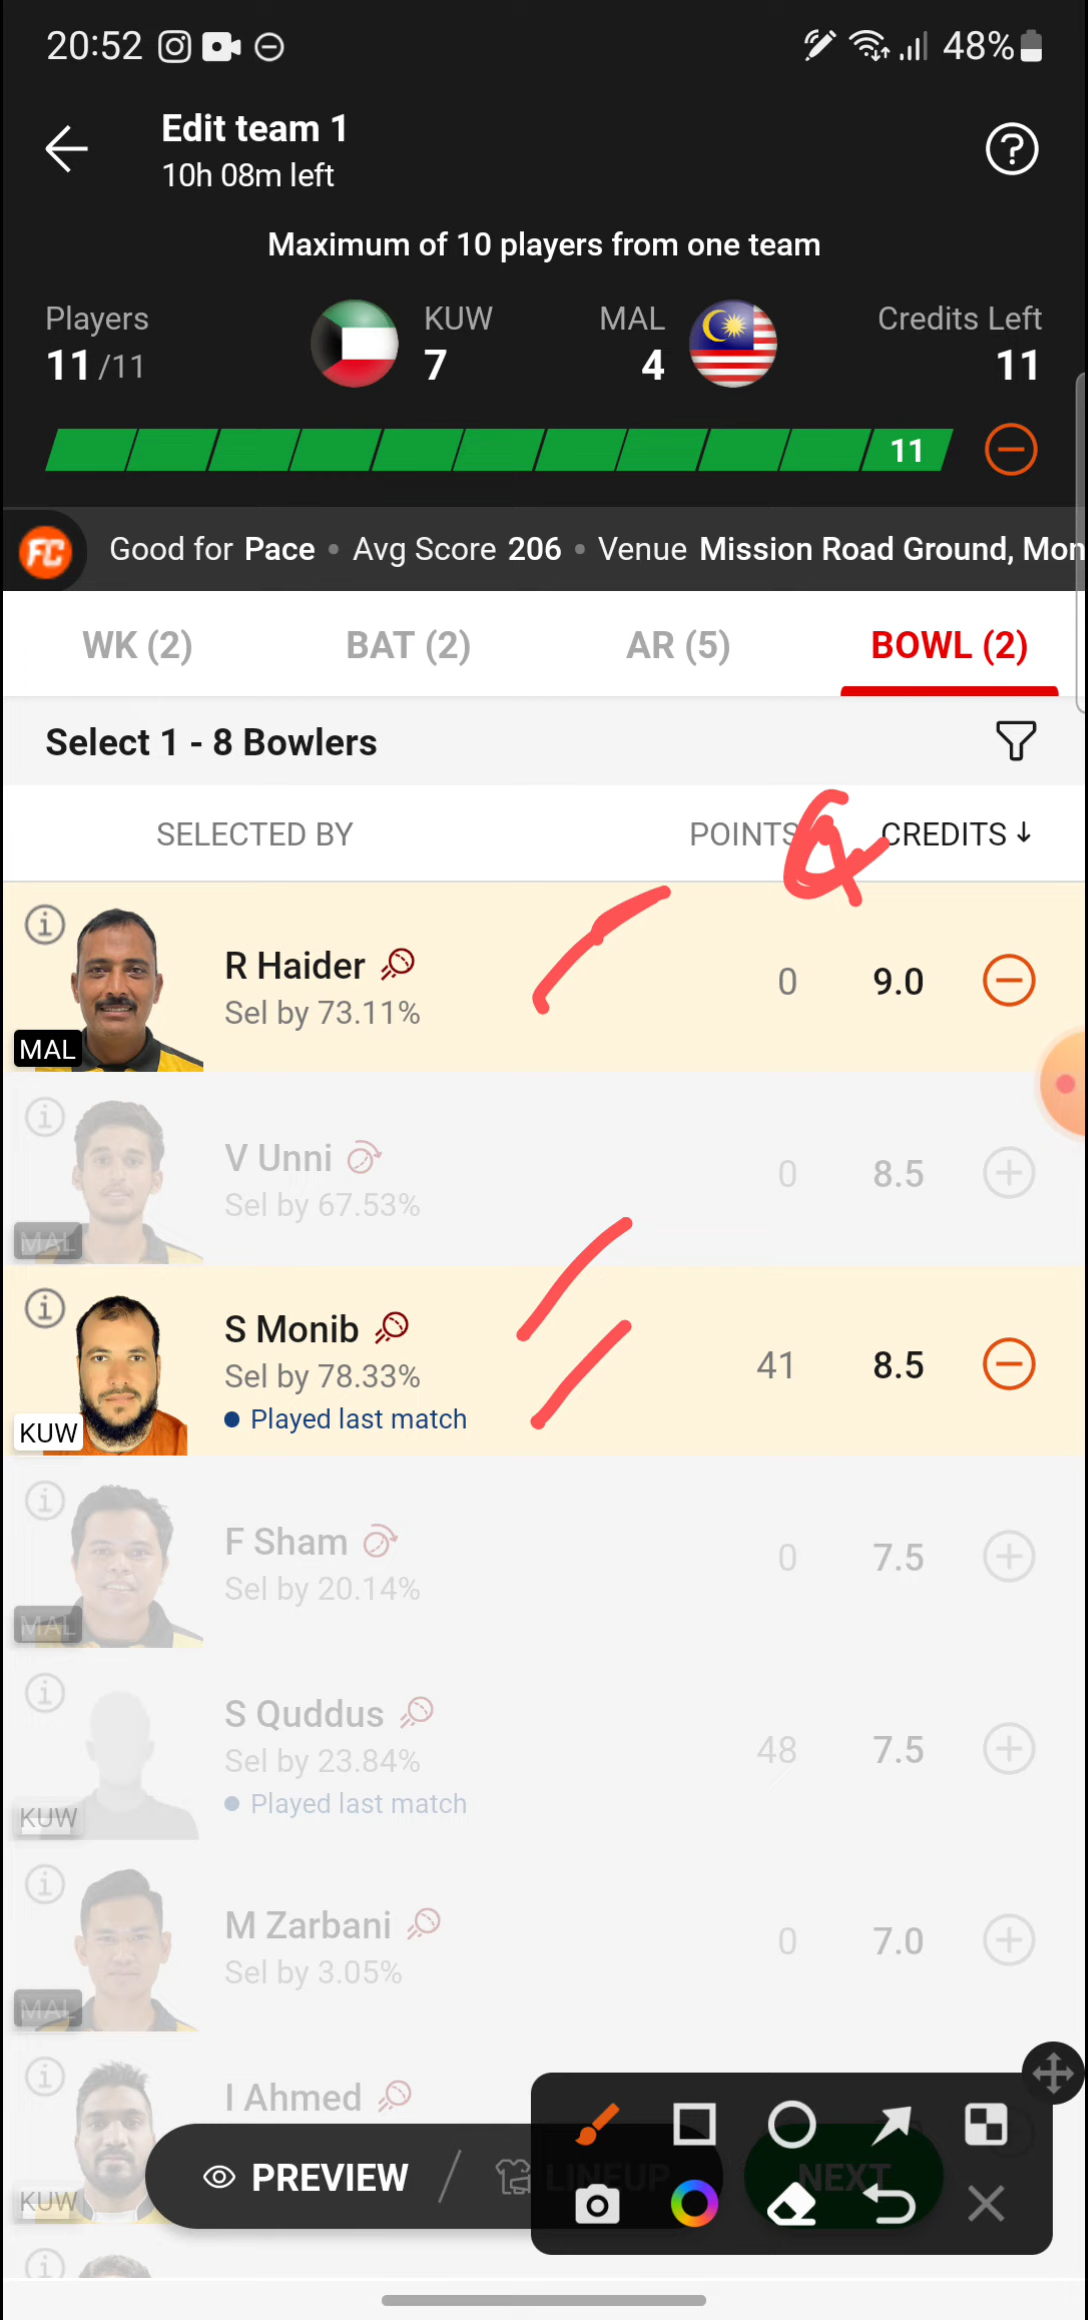 20:52 48%
Edit team 1
10h 08m left
Maximum of 10 players from one team
Players KUW MAL Credits Left
11/11 7 4 11
11
FC Good for Pace • Avg Score 206 • Venue Mission Road Ground, Mon
WK (2) BAT (2) AR (5) BOWL (2)
Select 1 - 8 Bowlers
SELECTED BY POINTS CREDITS ↓
R Haider
Sel by 73.11% 0 9.0
MAL
V Unni
Sel by 67.53% 0 8.5
MAL
S Monib
Sel by 78.33% 41 8.5
• Played last match
KUW
F Sham
Sel by 20.14% 0 7.5
MAL
S Quddus
Sel by 23.84% 48 7.5
• Played last match
KUW
M Zarbani
Sel by 3.05% 0 7.0
MAL
I Ahmed
PREVIEW / LINEUP NEXT
KUW